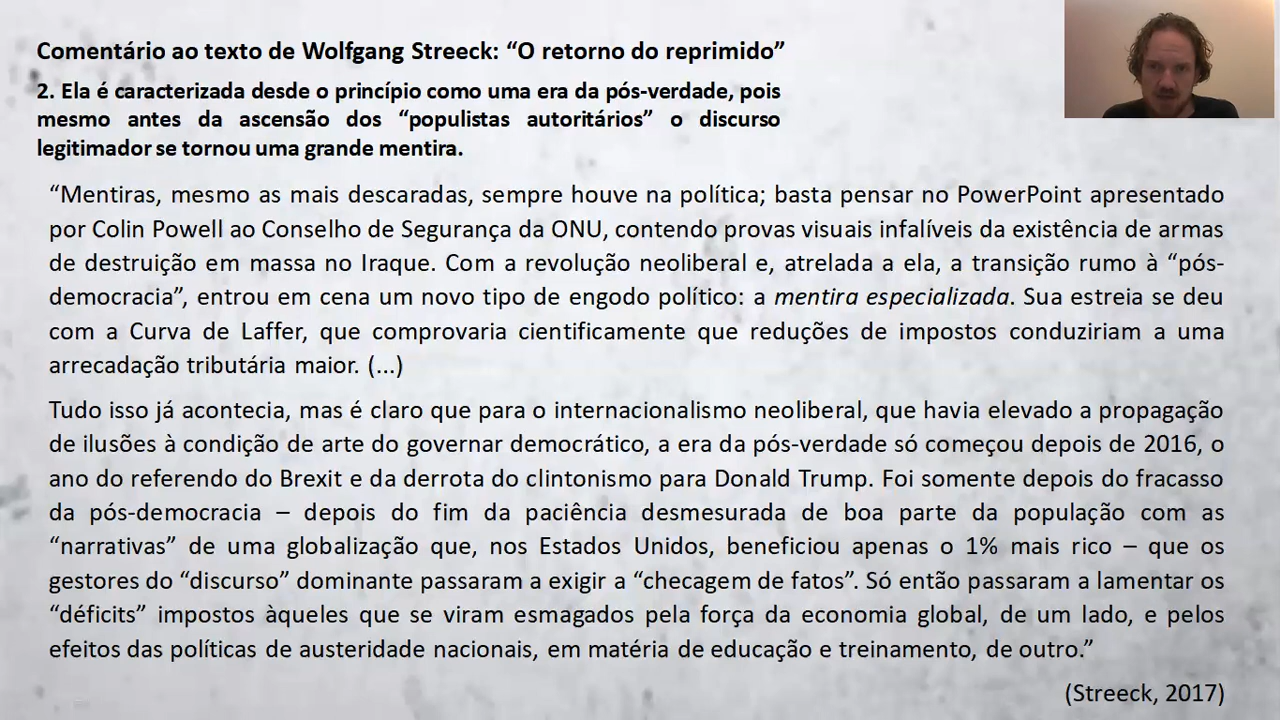 Comentário ao texto de Wolfgang Streeck: “O retorno do reprimido”
2. Ela é caracterizada desde o princípio como uma era da pós-verdade, pois
mesmo antes da ascensão dos “populistas autoritários” o discurso
legitimador se tornou uma grande mentira.
“Mentiras, mesmo as mais descaradas, sempre houve na política; basta pensar no PowerPoint apresentado
por Colin Powell ao Conselho de Segurança da ONU, contendo provas visuais infalíveis da existência de armas
de destruição em massa no Iraque. Com a revolução neoliberal e, atrelada a ela, a transição rumo à “pós-
democracia”, entrou em cena um novo tipo de engodo político: a mentira especializada. Sua estreia se deu
com a Curva de Laffer, que comprovaria cientificamente que reduções de impostos conduziriam a uma
arrecadação tributária maior. (...)
Tudo isso já acontecia, mas é claro que para o internacionalismo neoliberal, que havia elevado a propagação
de ilusões à condição de arte do governar democrático, a era da pós-verdade só começou depois de 2016, o
ano do referendo do Brexit e da derrota do clintonismo para Donald Trump. Foi somente depois do fracasso
da pós-democracia – depois do fim da paciência desmesurada de boa parte da população com as
“narrativas” de uma globalização que, nos Estados Unidos, beneficiou apenas o 1% mais rico – que os
gestores do “discurso” dominante passaram a exigir a “checagem de fatos”. Só então passaram a lamentar os
“déficits” impostos àqueles que se viram esmagados pela força da economia global, de um lado, e pelos
efeitos das políticas de austeridade nacionais, em matéria de educação e treinamento, de outro.”
(Streeck, 2017)